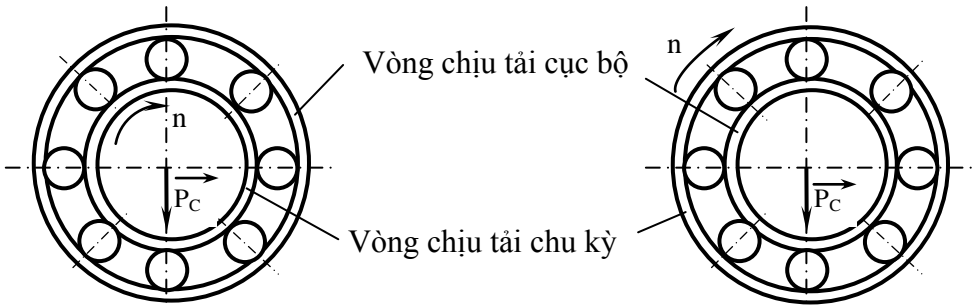 Vòng chịu tải cục bộ
n
n
P_C
P_C
Vòng chịu tải chu kỳ